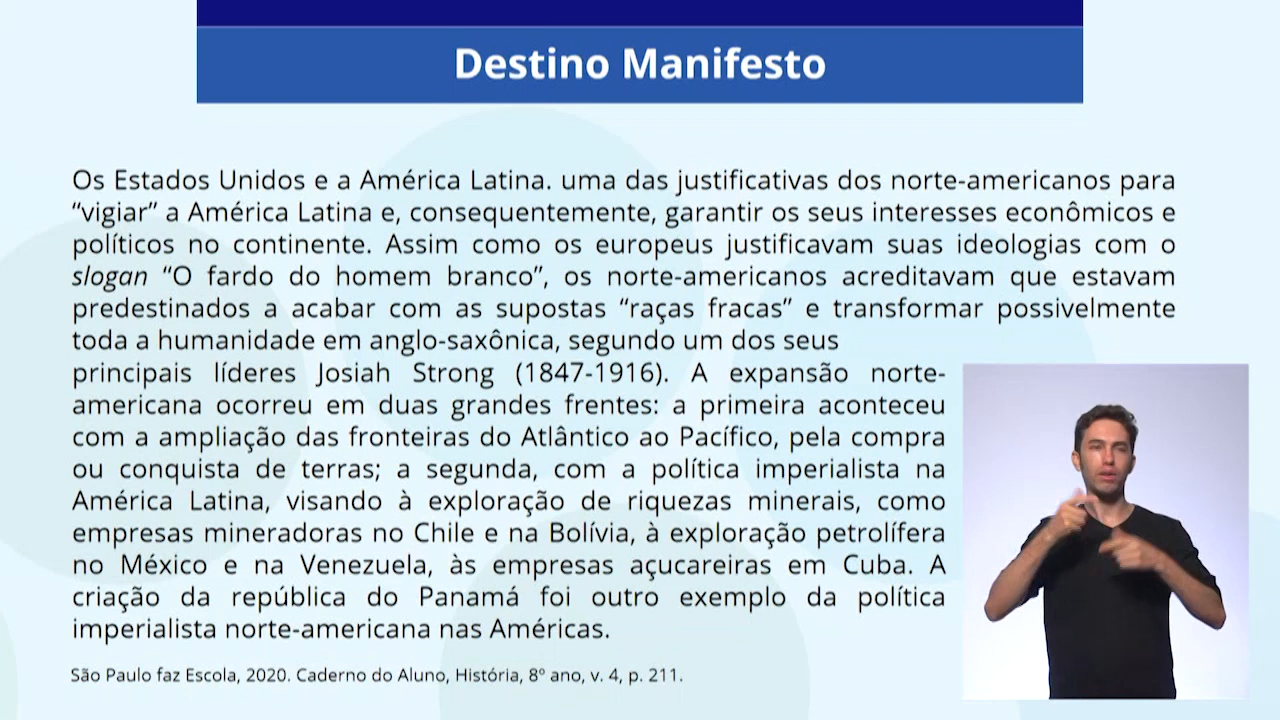 Destino Manifesto
Os Estados Unidos e a América Latina. uma das justificativas dos norte-americanos para
“vigiar” a América Latina e, consequentemente, garantir os seus interesses econômicos e
políticos no continente. Assim como os europeus justificavam suas ideologias com o
slogan “O fardo do homem branco”, os norte-americanos acreditavam que estavam
predestinados a acabar com as supostas “raças fracas” e transformar possivelmente
toda a humanidade em anglo-saxônica, segundo um dos seus
principais líderes Josiah Strong (1847-1916). A expansão norte-
americana ocorreu em duas grandes frentes: a primeira aconteceu
com a ampliação das fronteiras do Atlântico ao Pacífico, pela compra
ou conquista de terras; a segunda, com a política imperialista na
América Latina, visando à exploração de riquezas minerais, como
empresas mineradoras no Chile e na Bolívia, à exploração petrolífera
no México e na Venezuela, às empresas açucareiras em Cuba. A
criação da república do Panamá foi outro exemplo da política
imperialista norte-americana nas Américas.
São Paulo faz Escola, 2020. Caderno do Aluno, História, 8º ano, v. 4, p. 211.